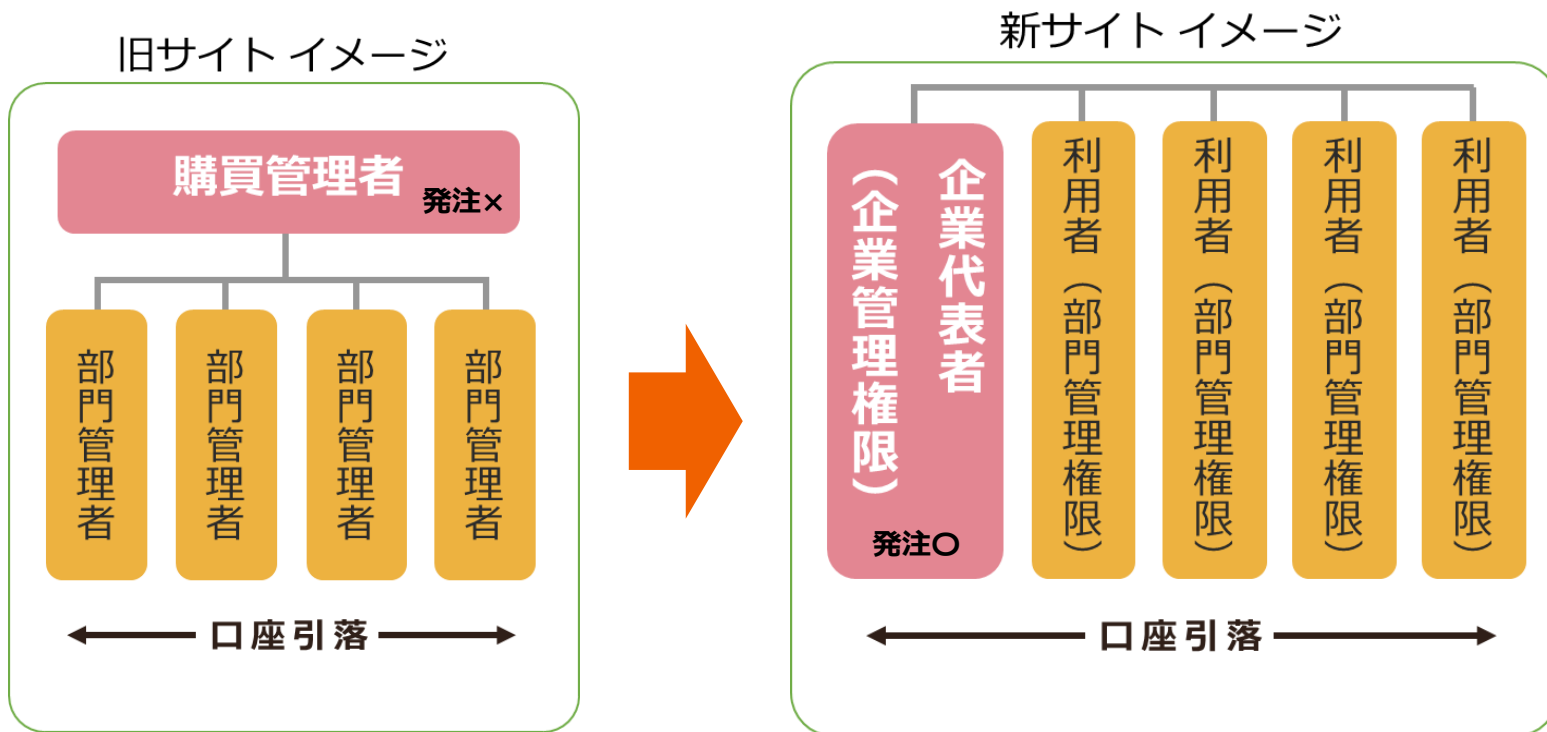 旧サイト イメージ
購買管理者
発注×
部門管理者
部門管理者
部門管理者
部門管理者
口座引落
新サイト イメージ
企業代表者
（企業管理権限）
発注〇
利用者（部門管理権限）
利用者（部門管理権限）
利用者（部門管理権限）
利用者（部門管理権限）
口座引落